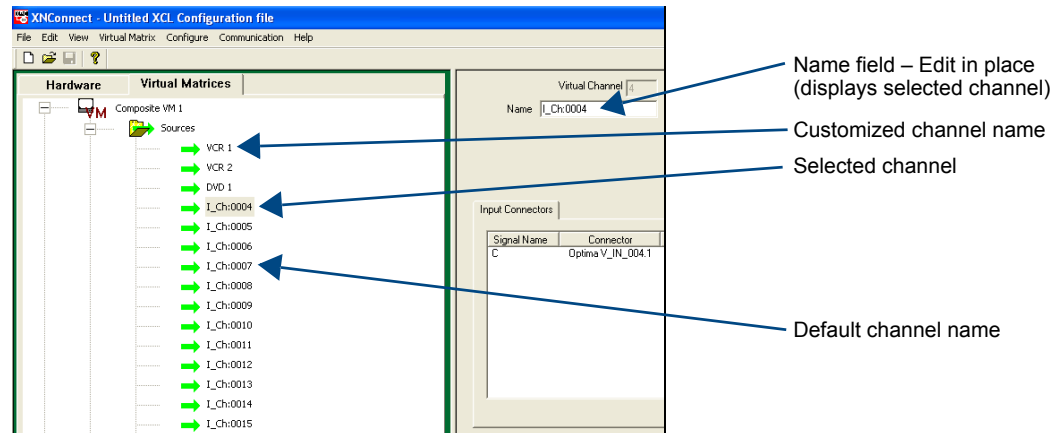 XNConnect - Untitled XCL Configuration file
File Edit View Virtual Matrix Configure Communication Help
Hardware Virtual Matrices
VM Composite VM 1
Sources
VCR 1
VCR 2
DVD 1
I_Ch:0004
I_Ch:0005
I_Ch:0006
I_Ch:0007
I_Ch:0008
I_Ch:0009
I_Ch:0010
I_Ch:0011
I_Ch:0012
I_Ch:0013
I_Ch:0014
I_Ch:0015
Virtual Channel 4
Name I_Ch:0004
Input Connectors
Signal Name Connector
C Optima V_IN_004.1
Name field – Edit in place
(displays selected channel)
Customized channel name
Selected channel
Default channel name